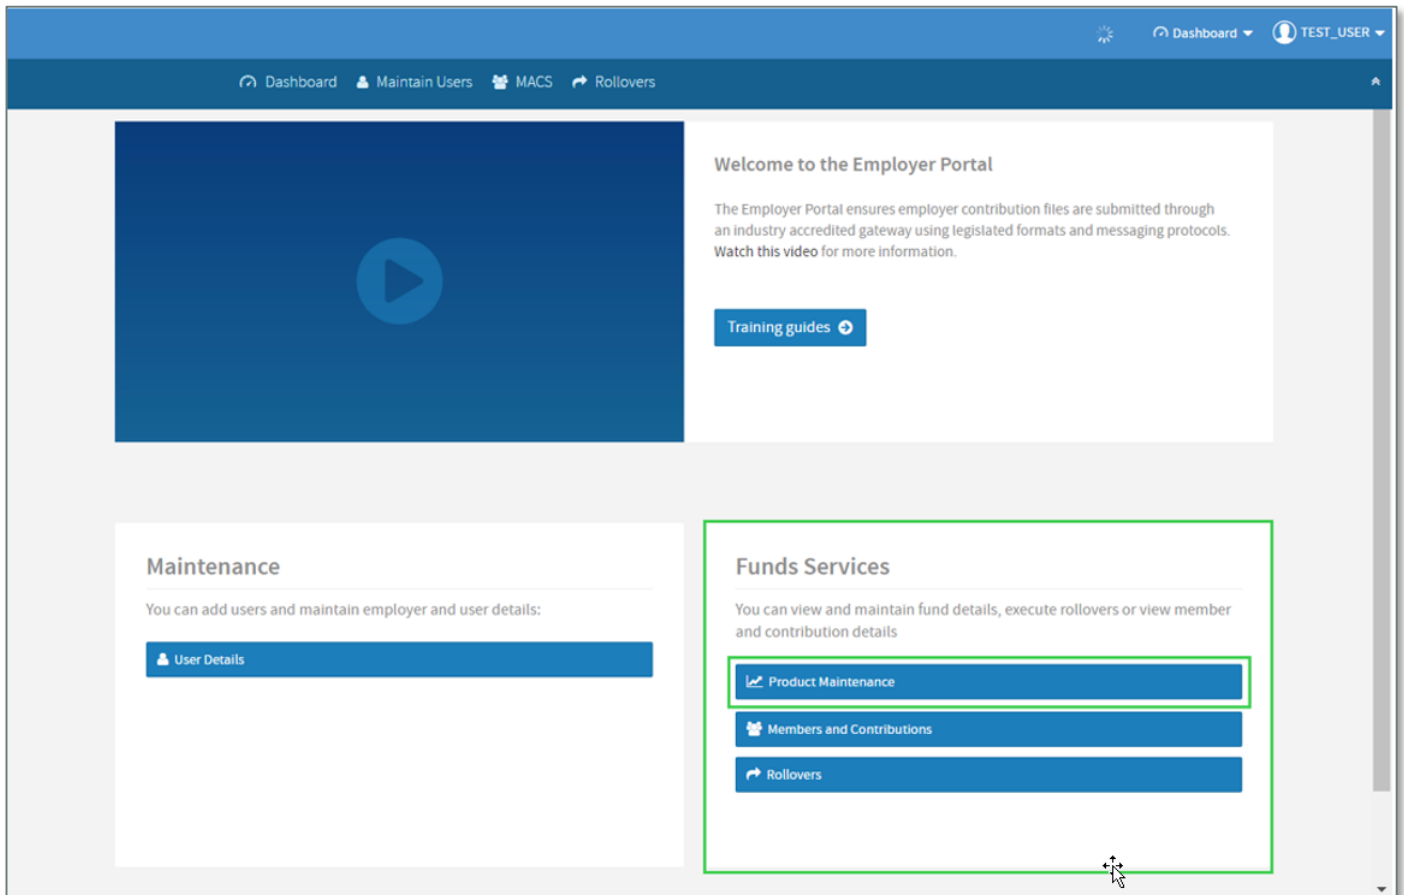 Dashboard TEST_USER
Dashboard Maintain Users MACS Rollovers
Welcome to the Employer Portal
The Employer Portal ensures employer contribution files are submitted through
an industry accredited gateway using legislated formats and messaging protocols.
Watch this video for more information.
Training guides
Maintenance
You can add users and maintain employer and user details:
User Details
Funds Services
You can view and maintain fund details, execute rollovers or view member
and contribution details
Product Maintenance
Members and Contributions
Rollovers